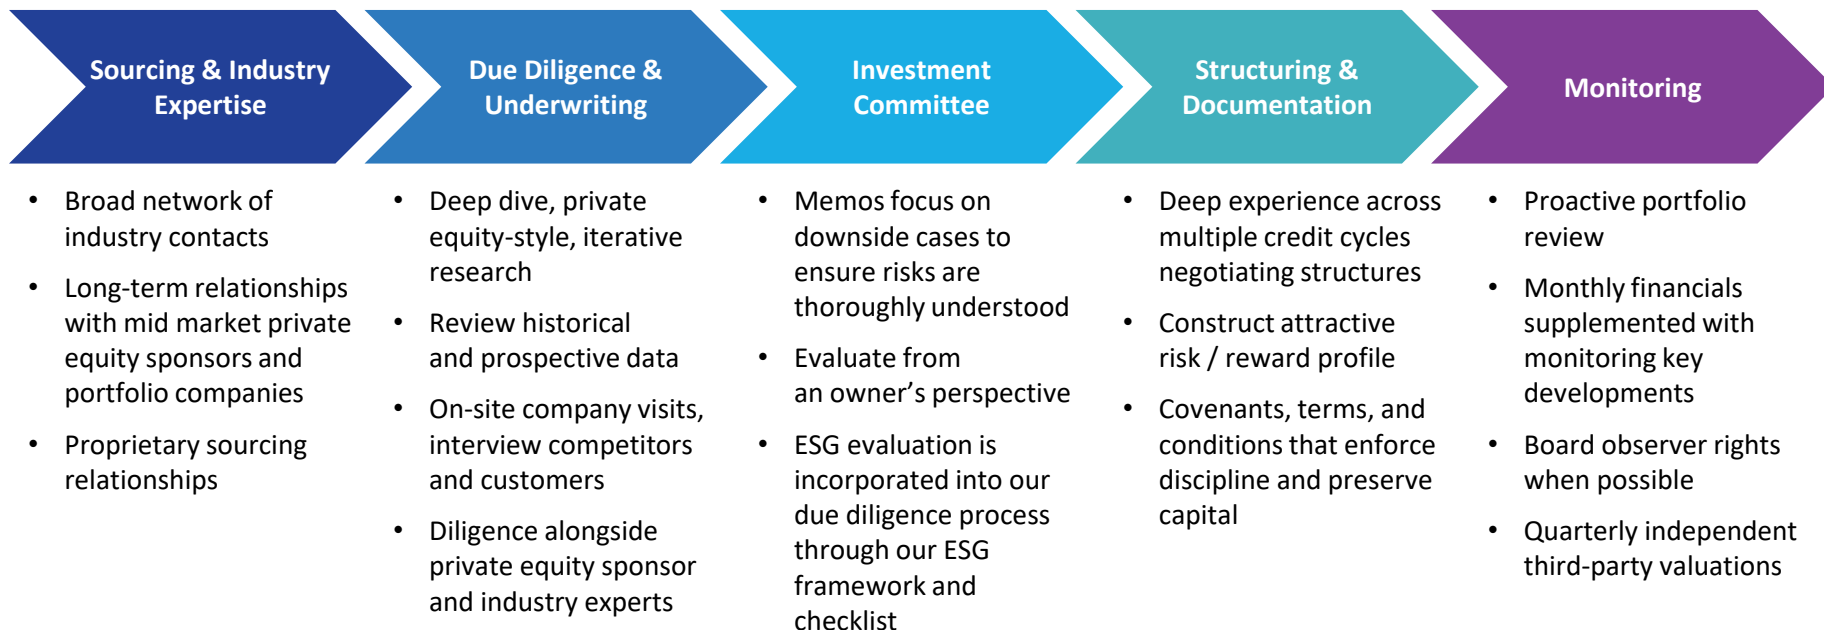 Sourcing & Industry
Expertise
Due Diligence &
Underwriting
Investment
Committee
Structuring &
Documentation
Monitoring
• Broad network of
industry contacts
• Long-term relationships
with mid market private
equity sponsors and
portfolio companies
• Proprietary sourcing
relationships
• Deep dive, private
equity-style, iterative
research
• Review historical
and prospective data
• On-site company visits,
interview competitors
and customers
• Diligence alongside
private equity sponsor
and industry experts
• Memos focus on
downside cases to
ensure risks are
thoroughly understood
• Evaluate from
an owner’s perspective
• ESG evaluation is
incorporated into our
due diligence process
through our ESG
framework and
checklist
• Deep experience across
multiple credit cycles
negotiating structures
• Construct attractive
risk / reward profile
• Covenants, terms, and
conditions that enforce
discipline and preserve
capital
• Proactive portfolio
review
• Monthly financials
supplemented with
monitoring key
developments
• Board observer rights
when possible
• Quarterly independent
third-party valuations